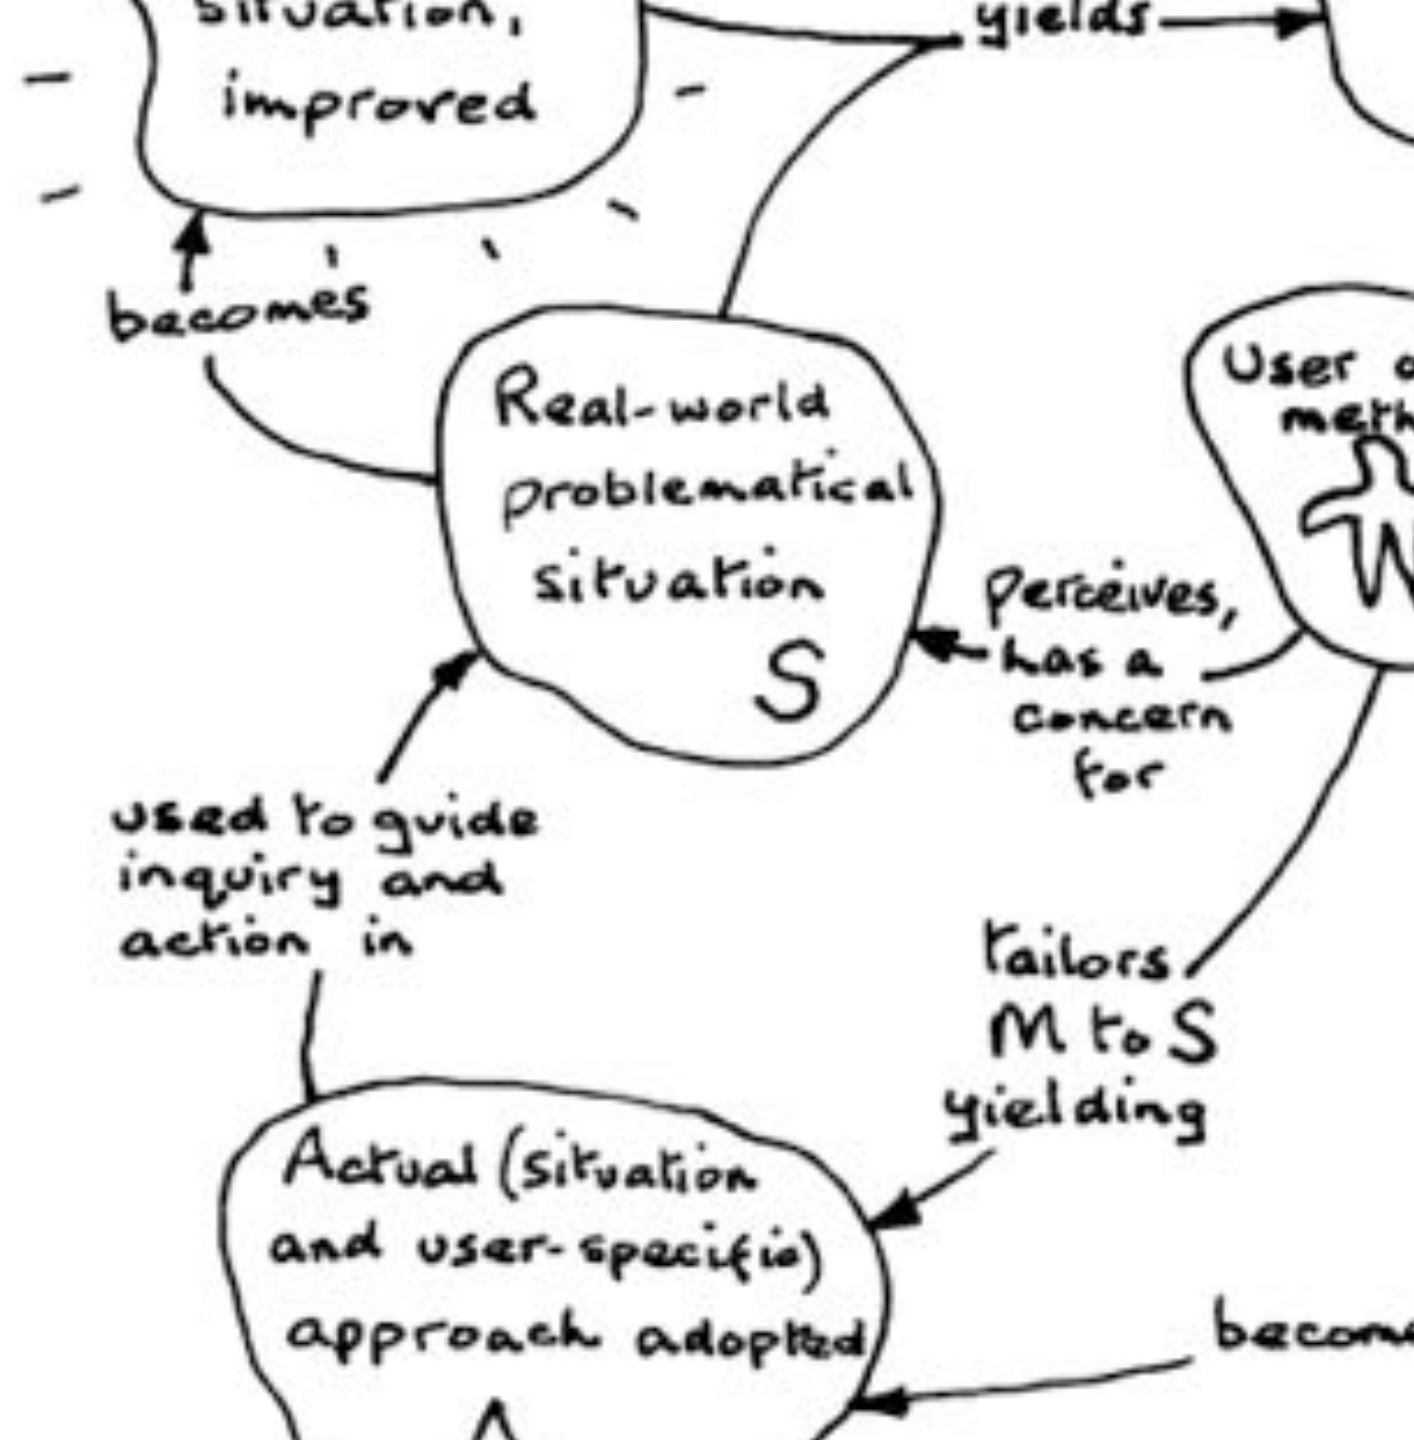 situation,
improved
yields
becomes
Real-world
problematical
situation
S
User
perceives,
has a
concern
for
used to guide
inquiry and
action in
tailors
M to S
yielding
Actual (situation
and user-specific)
approach adopted
A